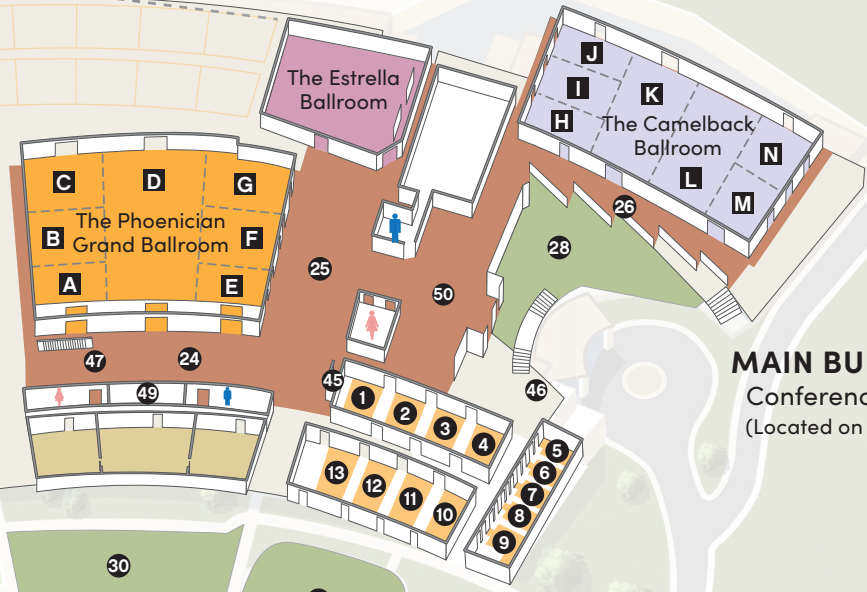 The Estrella
Ballroom
J
I
K
H
The Camelback
Ballroom
N
L
M
C
D
G
The Phoenician
Grand Ballroom
B
F
A
E
26
28
25
50
47
24
45
46
49
MAIN BU
Conferenc
(Located on
1
2
3
4
5
6
7
8
9
13
12
11
10
30